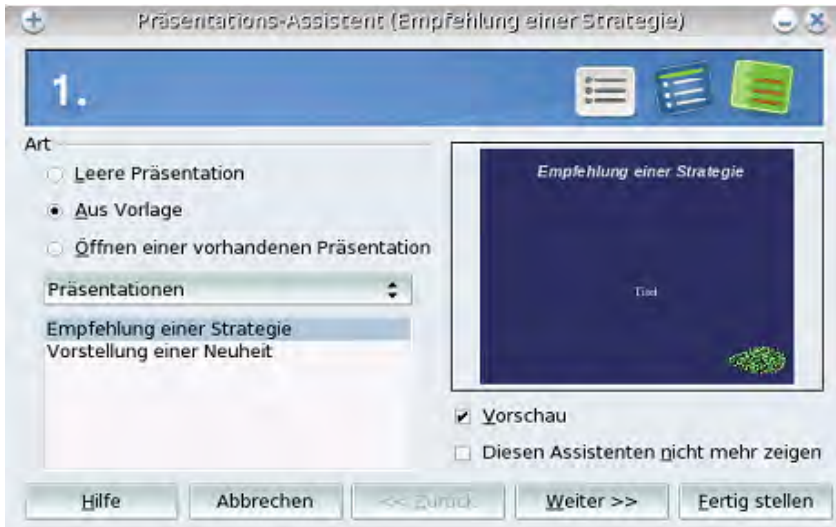 Präsentations-Assistent (Empfehlung einer Strategie)
1.
Art
Leere Präsentation
Aus Vorlage
Öffnen einer vorhandenen Präsentation
Präsentationen
Empfehlung einer Strategie
Vorstellung einer Neuheit
Empfehlung einer Strategie
Titel
Vorschau
Diesen Assistenten nicht mehr zeigen
Hilfe
Abbrechen
<< Zurück
Weiter >>
Fertig stellen